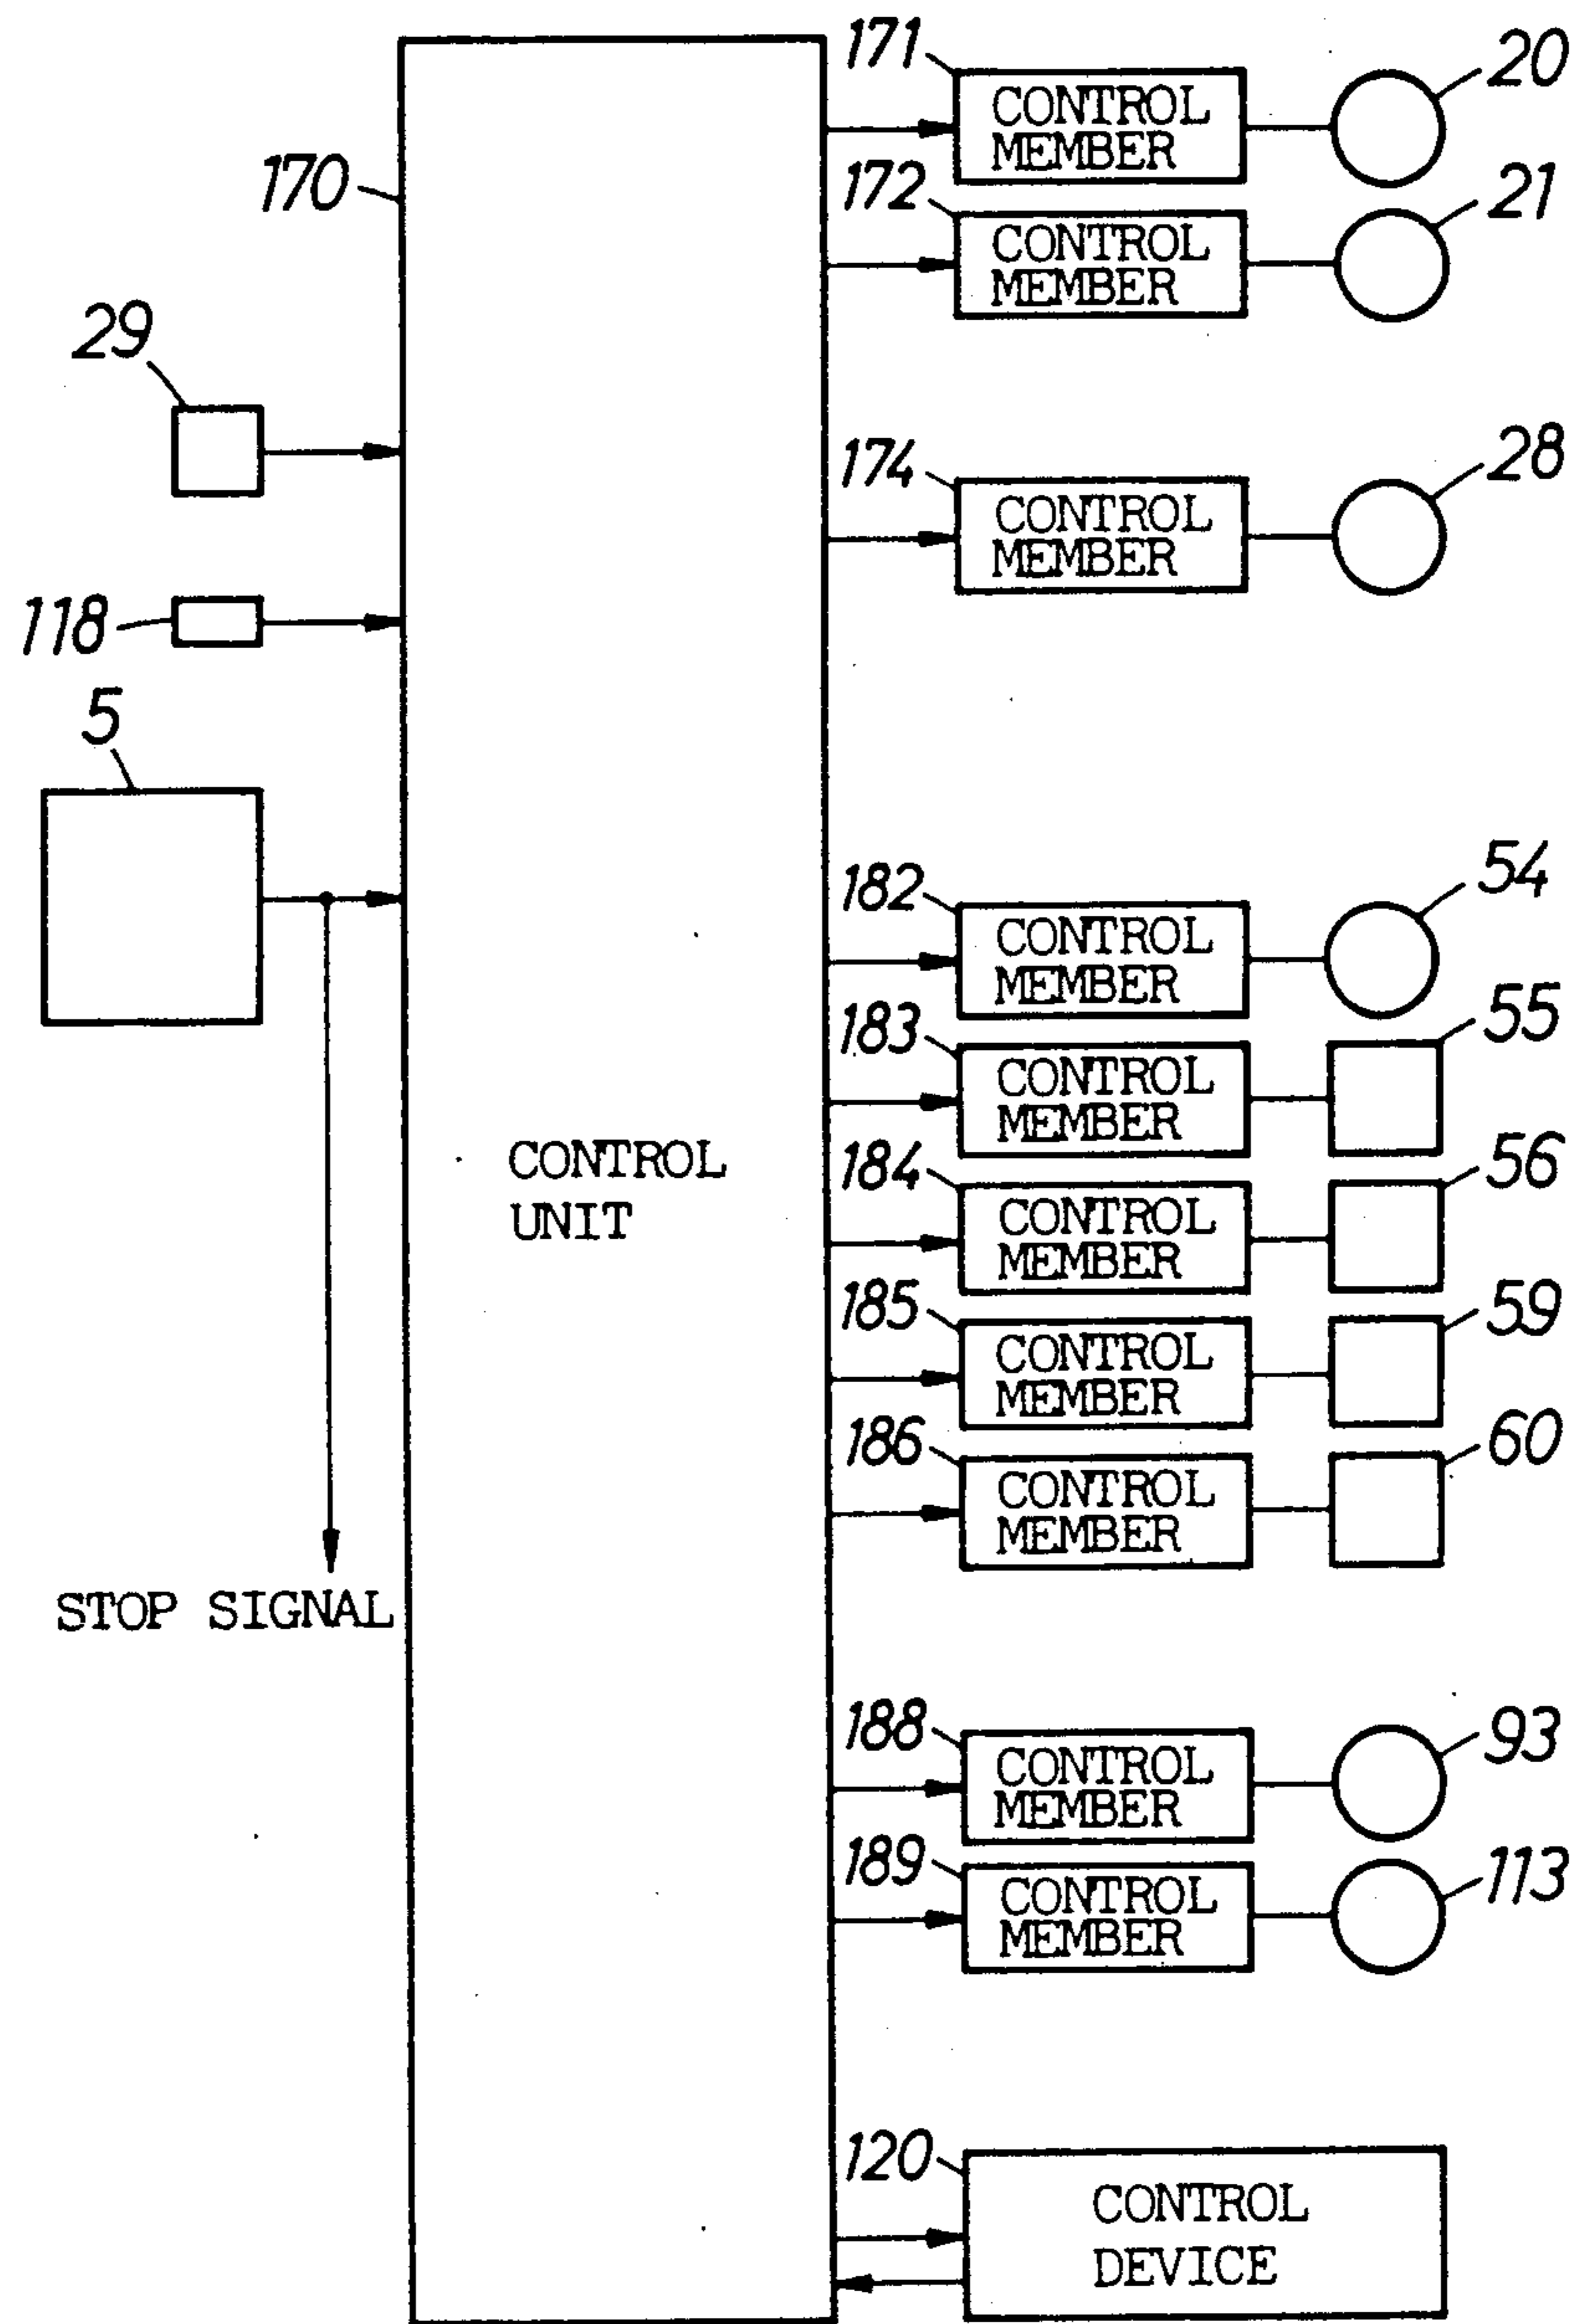 171
CONTROL
MEMBER
20
170
172
CONTROL
MEMBER
21
29
174
CONTROL
MEMBER
28
118
5
182
CONTROL
MEMBER
54
183
CONTROL
MEMBER
55
CONTROL
UNIT
184
CONTROL
MEMBER
56
185
CONTROL
MEMBER
59
186
CONTROL
MEMBER
60
STOP SIGNAL
188
CONTROL
MEMBER
93
189
CONTROL
MEMBER
113
120
CONTROL
DEVICE